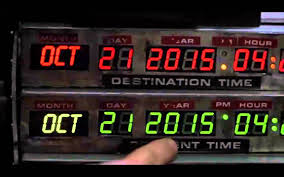 MONTH DAY YEAR HOUR
OCT 21 2015 04
DESTINATION TIME
MONTH DAY YEAR PM HOUR
OCT 21 2015 04
TIME